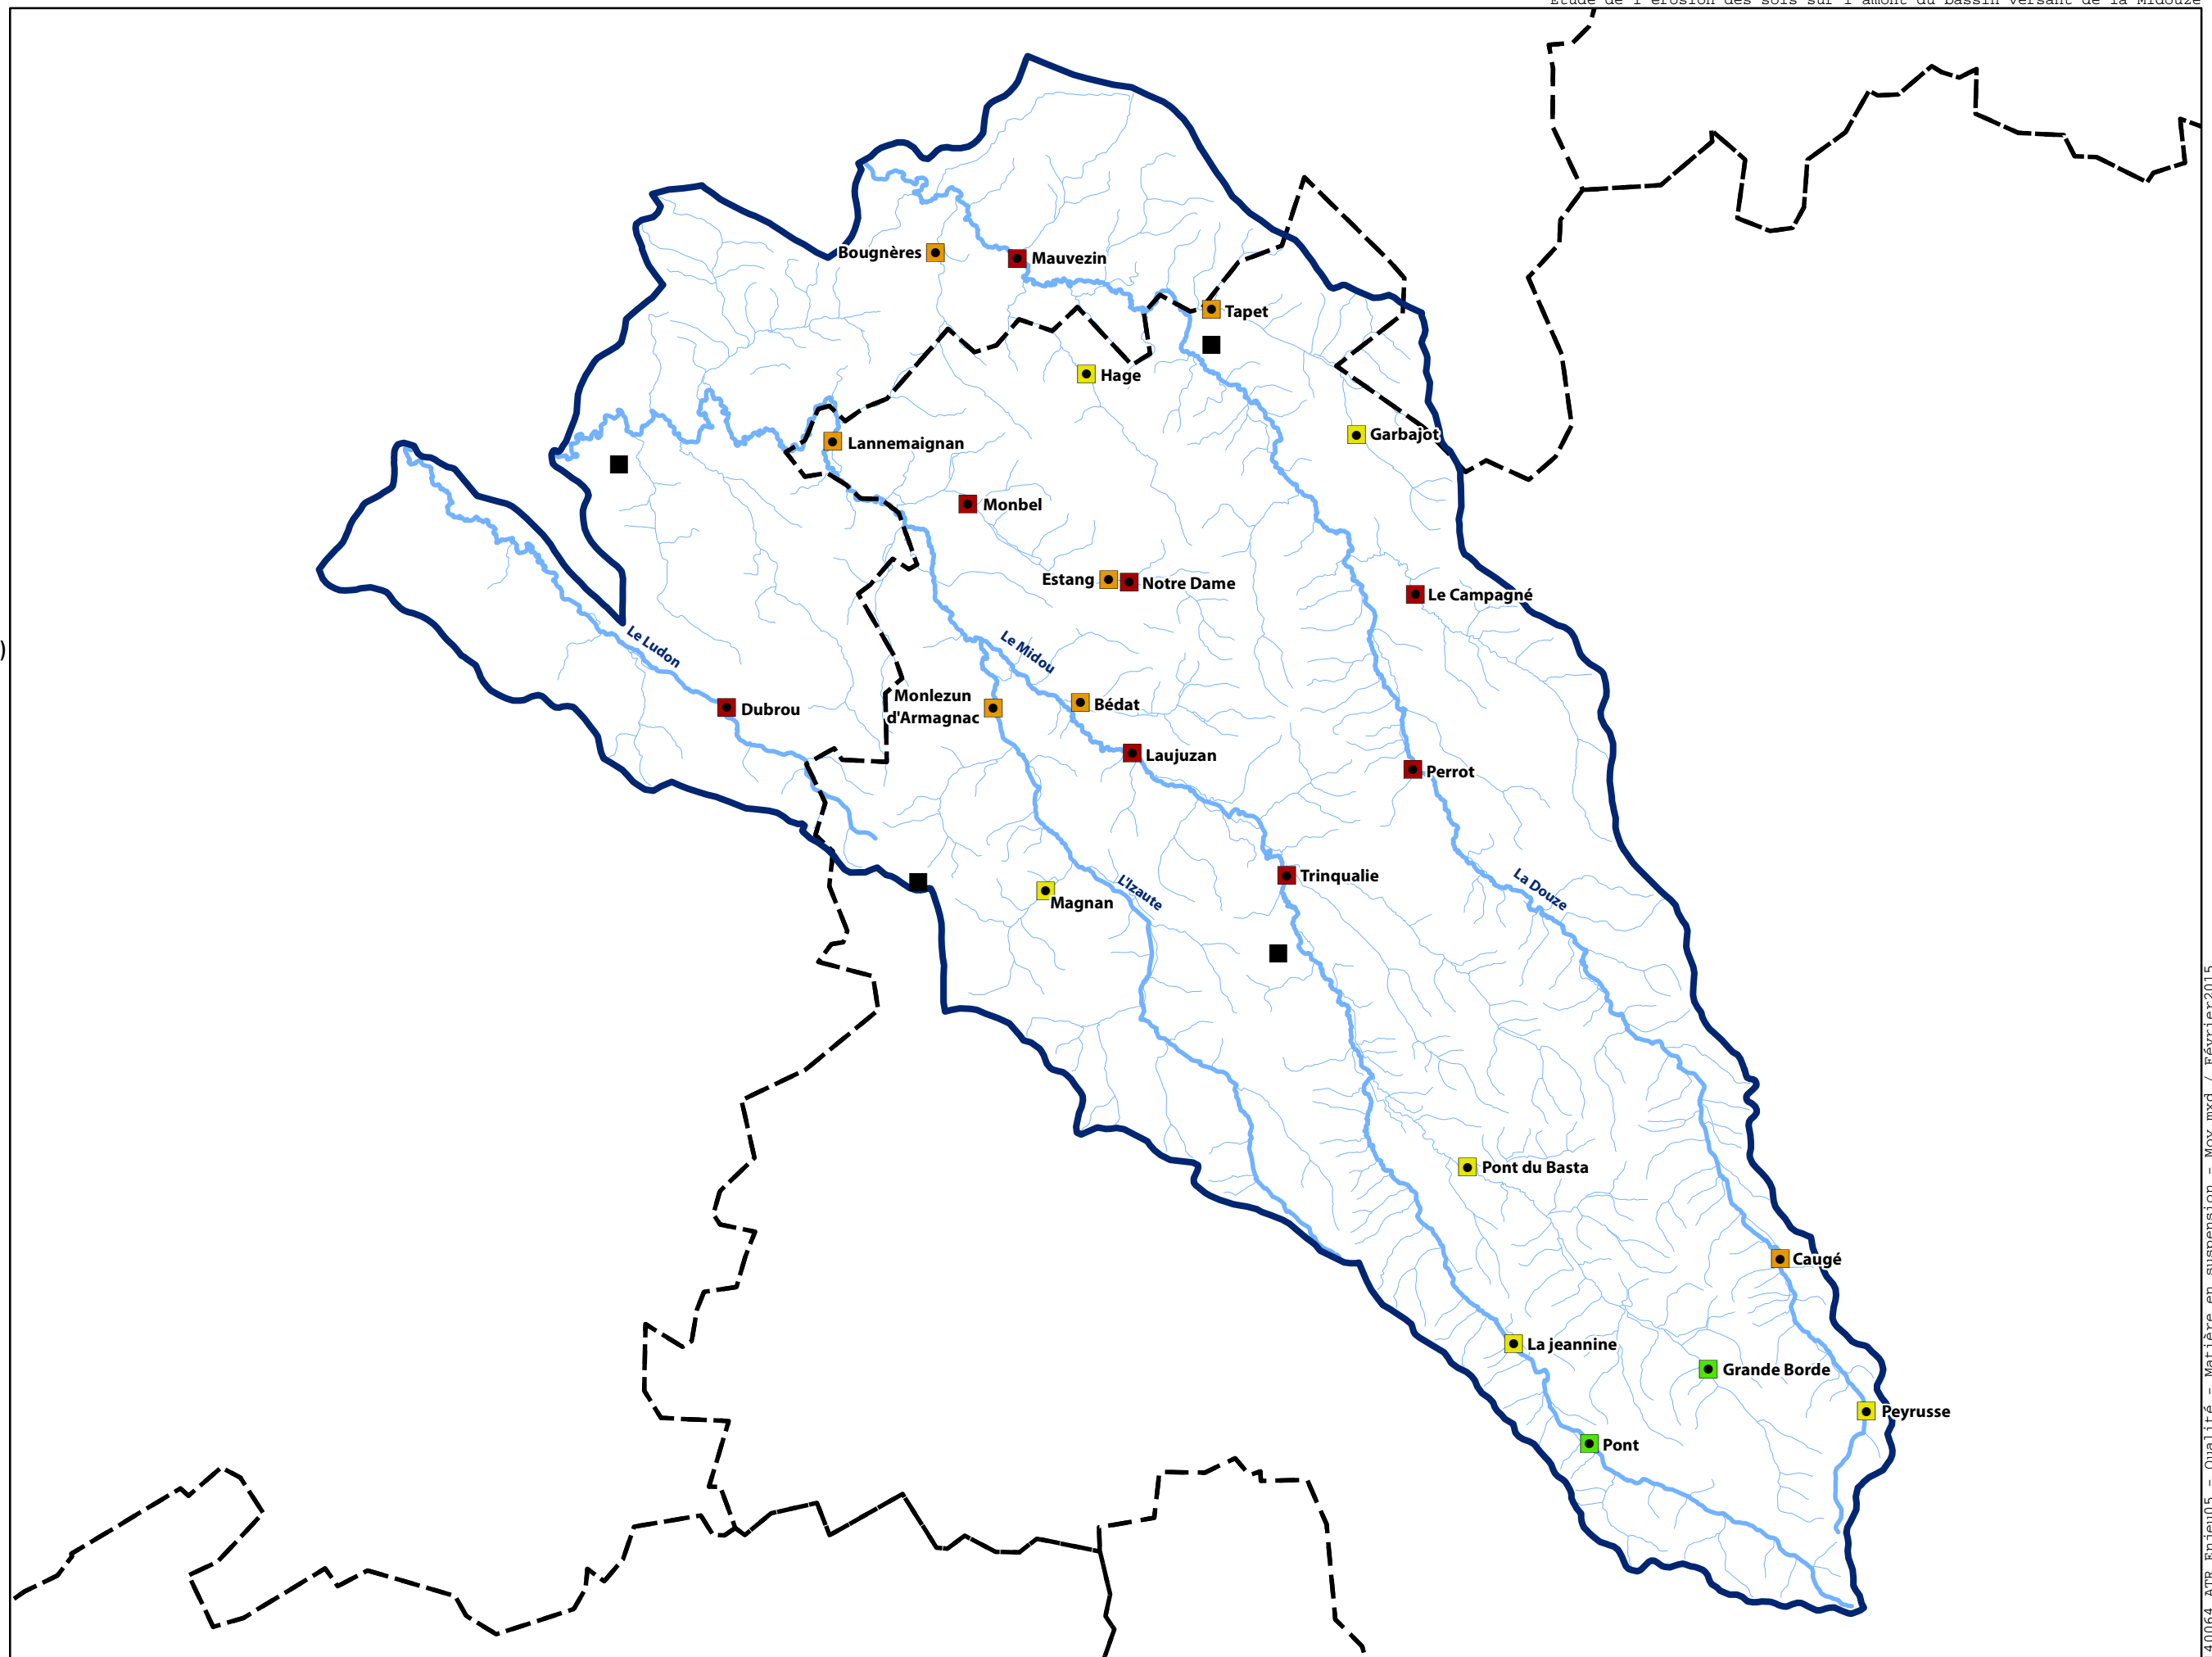 Etude de l'érosion des sols sur l'amont du bassin versant de la Midouze
Bougnères
Mauvezin
Tapet
Hage
Garbajot
Lannemaignan
Monbel
Estang
Notre Dame
Le Campagné
)
Le Ludon
Le Midou
Monlezun
d'Armagnac
Bédat
Dubrou
Laujuzan
Perrot
Trinqualie
La Douze
L'Izaute
Magnan
Pont du Basta
Caugé
La jeannine
Grande Borde
Peyrusse
Pont
40064_ATR_Enjeu05 - Qualité - Matière en suspension - Moy.mxd / Février2015